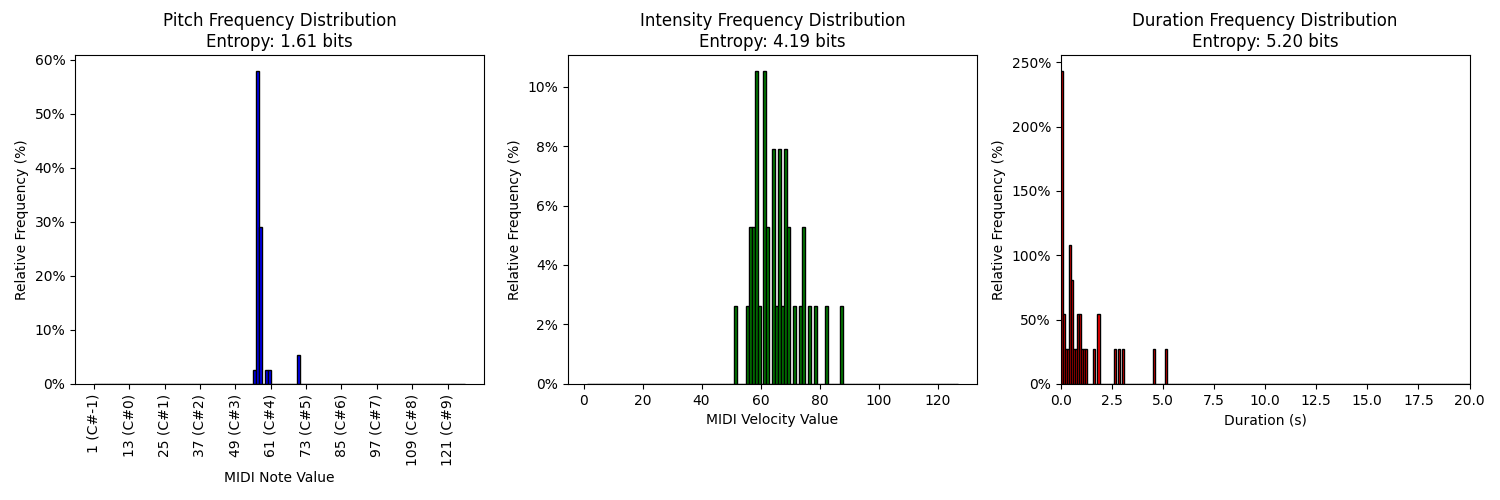 Pitch Frequency Distribution
Entropy: 1.61 bits
Relative Frequency (%)
60%
50%
40%
30%
20%
10%
0%
1 (C#-1)
13 (C#0)
25 (C#1)
37 (C#2)
49 (C#3)
61 (C#4)
73 (C#5)
85 (C#6)
97 (C#7)
109 (C#8)
121 (C#9)
MIDI Note Value
Intensity Frequency Distribution
Entropy: 4.19 bits
Relative Frequency (%)
10%
8%
6%
4%
2%
0%
0 20 40 60 80 100 120
MIDI Velocity Value
Duration Frequency Distribution
Entropy: 5.20 bits
Relative Frequency (%)
250%
200%
150%
100%
50%
0%
0.0 2.5 5.0 7.5 10.0 12.5 15.0 17.5 20.0
Duration (s)